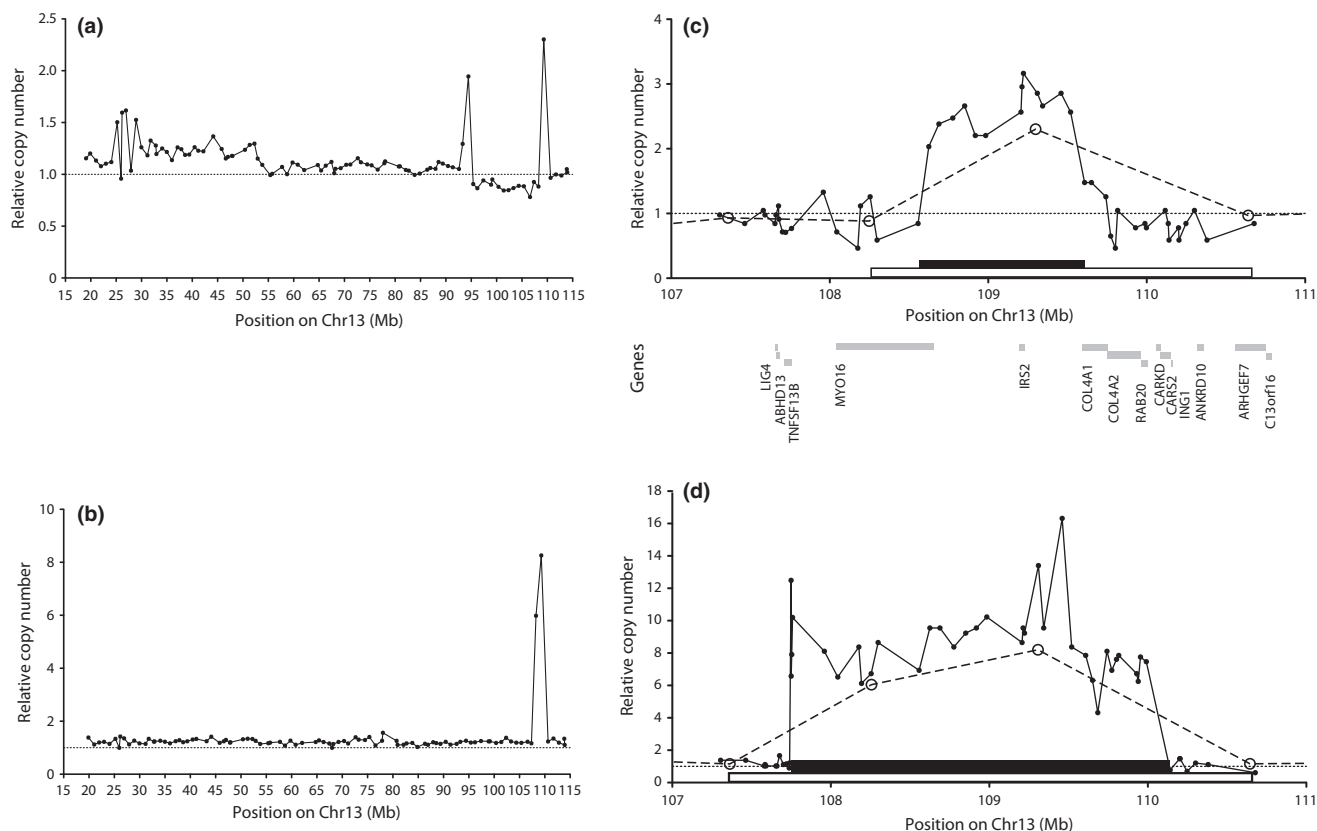 (a)
Relative copy number
2.5
2.0
1.5
1.0
0.5
0
15 20 25 30 35 40 45 50 55 60 65 70 75 80 85 90 95 100 105 110 115
Position on Chr13 (Mb)
(c)
Relative copy number
4
3
2
1
0
107 108 109 110 111
Position on Chr13 (Mb)
Genes
LIG4
ABHD13
TNFSF13B
MYO16
IRS2
COL4A1
COL4A2
RAB20
CARKD
CARS2
ING1
ANKRD10
ARHGEF7
C13orf16
(b)
Relative copy number
10
8
6
4
2
0
15 20 25 30 35 40 45 50 55 60 65 70 75 80 85 90 95 100 105 110 115
Position on Chr13 (Mb)
(d)
Relative copy number
18
16
14
12
10
8
6
4
2
0
107 108 109 110 111
Position on Chr13 (Mb)